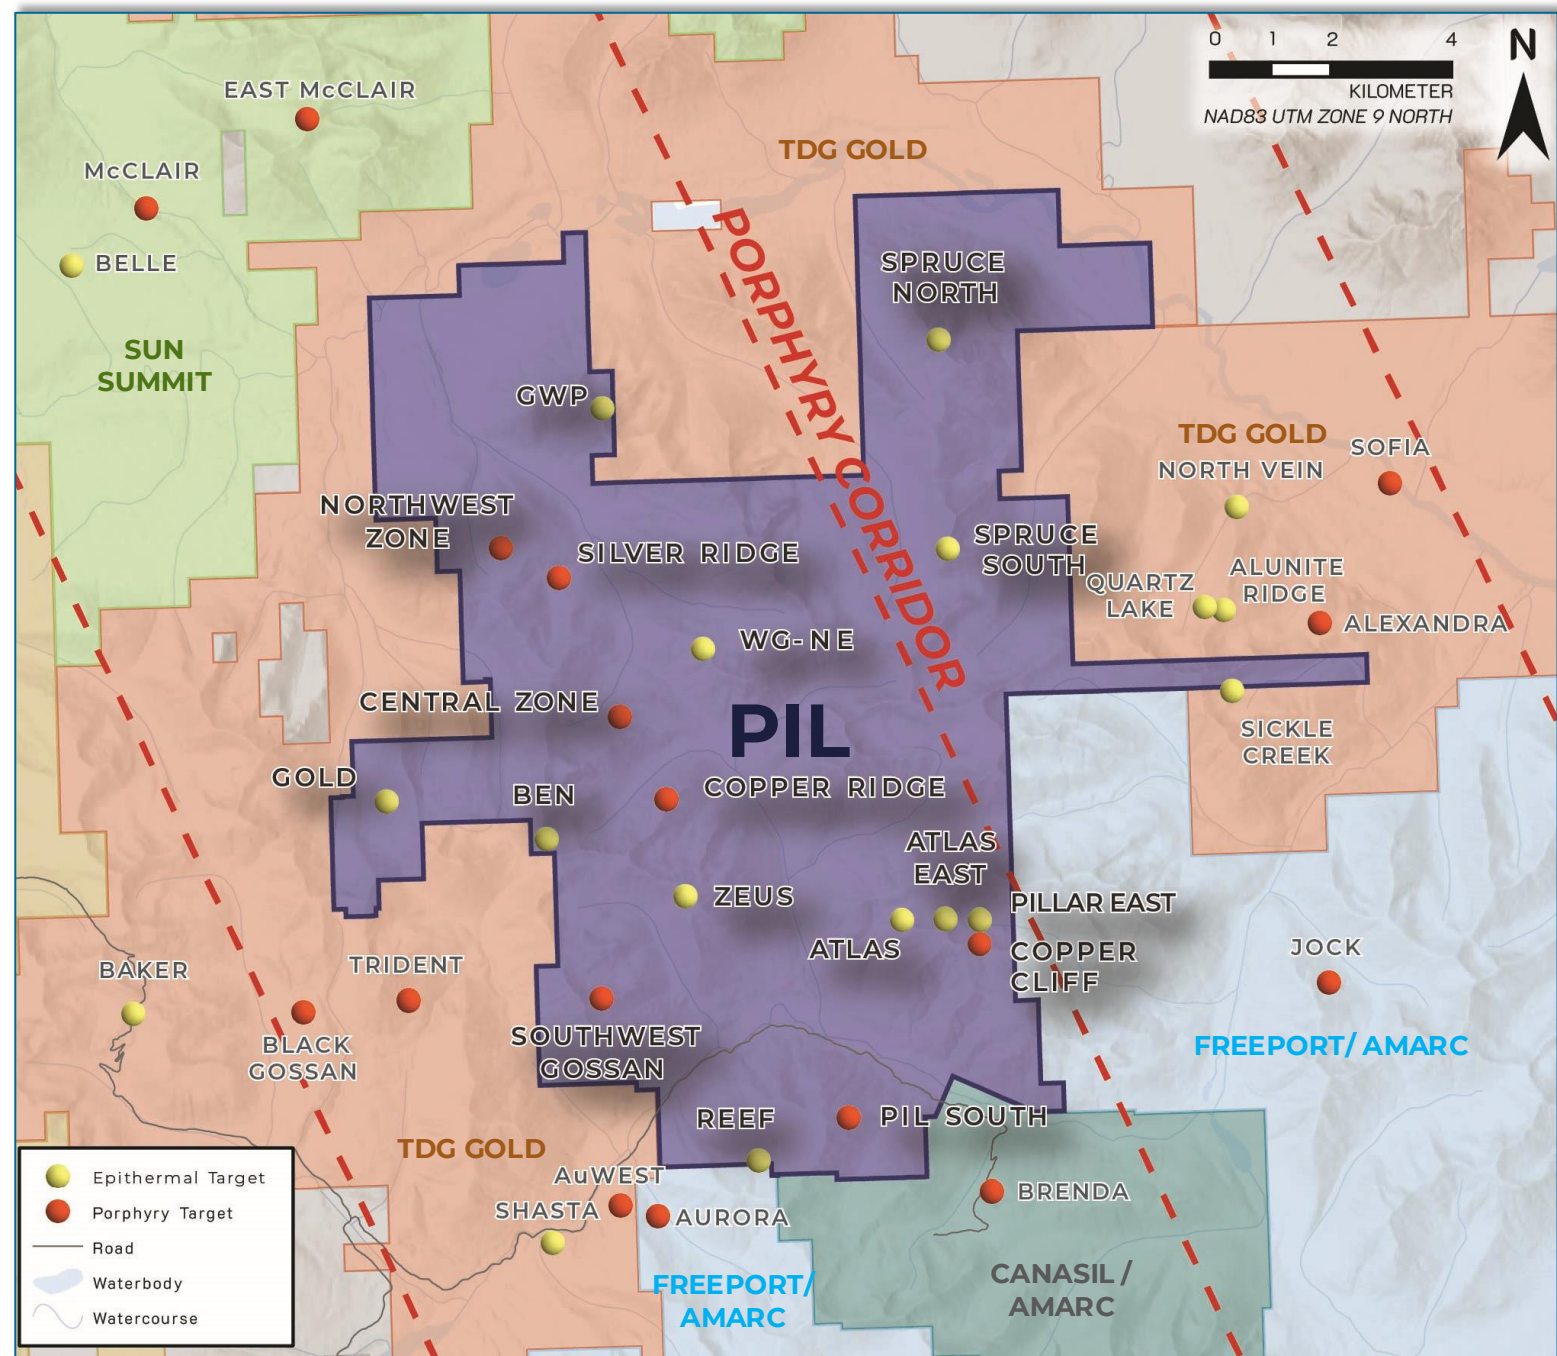 0 1 2 4
KILOMETER
NAD83 UTM ZONE 9 NORTH
N
EAST McCLAIR
McCLAIR
BELLE
SUN
SUMMIT
TDG GOLD
PORPHYRY CORRIDOR
SPRUCE
NORTH
GWP
TDG GOLD
SOFIA
NORTH VEIN
NORTHWEST
ZONE
SILVER RIDGE
SPRUCE
SOUTH
QUARTZ
LAKE
ALUNITE
RIDGE
ALEXANDRA
WG-NE
CENTRAL ZONE
PIL
SICKLE
CREEK
GOLD
BEN
COPPER RIDGE
ATLAS
EAST
ZEUS
PILLAR EAST
ATLAS
COPPER
CLIFF
JOCK
BAKER
TRIDENT
BLACK
GOSSAN
SOUTHWEST
GOSSAN
FREEPORT/ AMARC
REEF
PIL SOUTH
TDG GOLD
AuWEST
SHASTA
AURORA
BRENDA
FREEPORT/
AMARC
CANASIL /
AMARC
Epithermal Target
Porphyry Target
Road
Waterbody
Watercourse